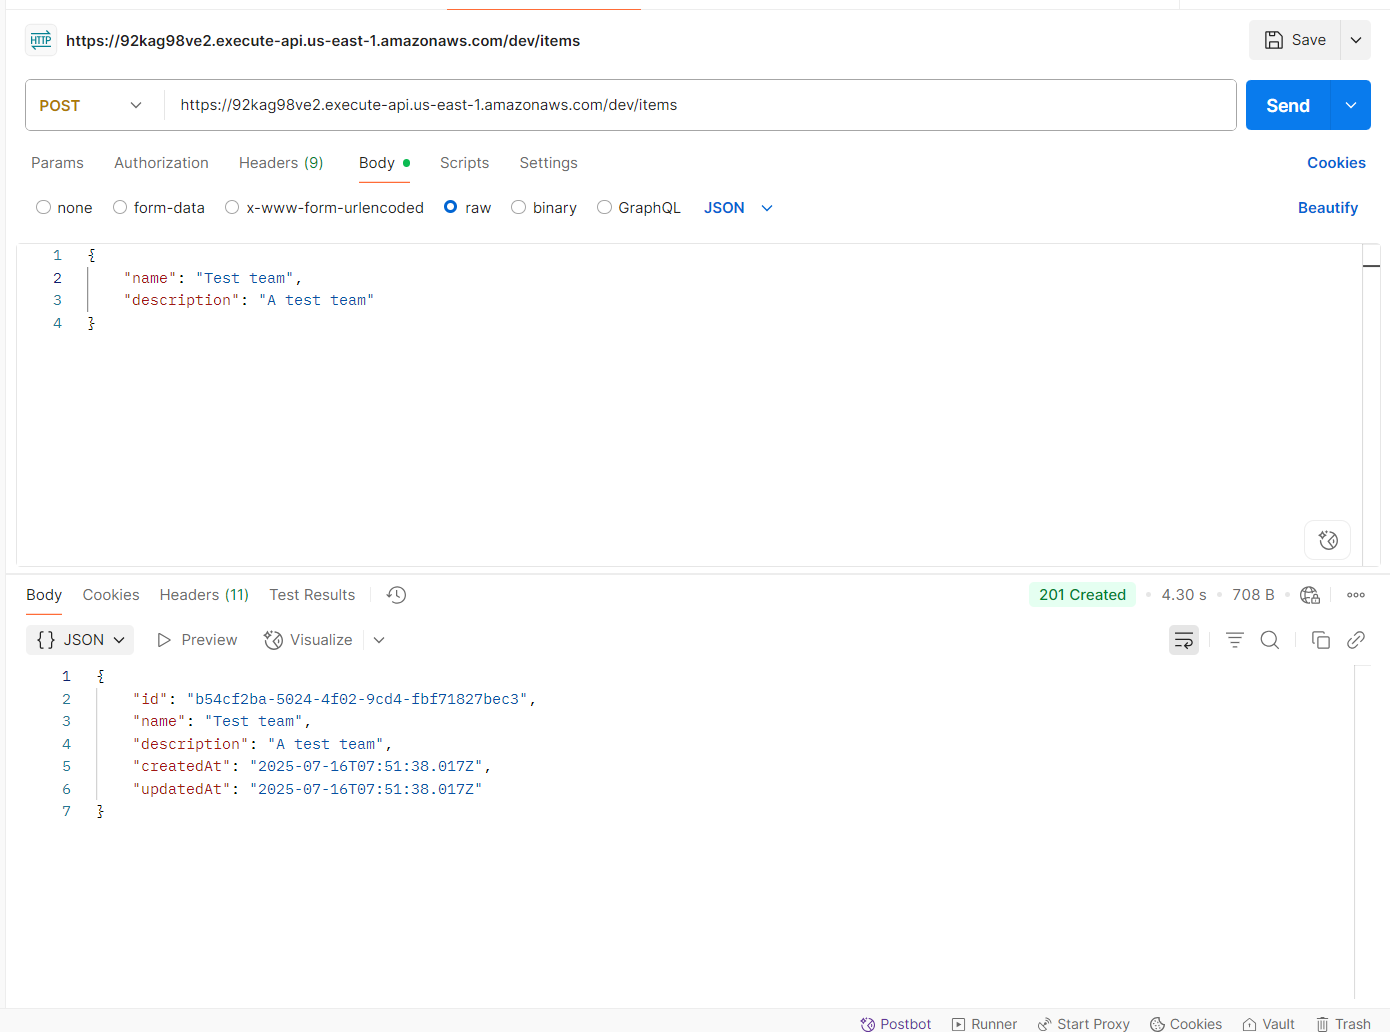 HTTP https://92kag98ve2.execute-api.us-east-1.amazonaws.com/dev/items Save
POST https://92kag98ve2.execute-api.us-east-1.amazonaws.com/dev/items Send
Params Authorization Headers (9) Body Scripts Settings Cookies
none form-data x-www-form-urlencoded raw binary GraphQL JSON Beautify
1 {
2 "name": "Test team",
3 "description": "A test team"
4 }
Body Cookies Headers (11) Test Results 201 Created 4.30 s 708 B
{} JSON Preview Visualize
1 {
2 "id": "b54cf2ba-5024-4f02-9cd4-fbf71827bec3",
3 "name": "Test team",
4 "description": "A test team",
5 "createdAt": "2025-07-16T07:51:38.017Z",
6 "updatedAt": "2025-07-16T07:51:38.017Z"
7 }
Postbot Runner Start Proxy Cookies Vault Trash